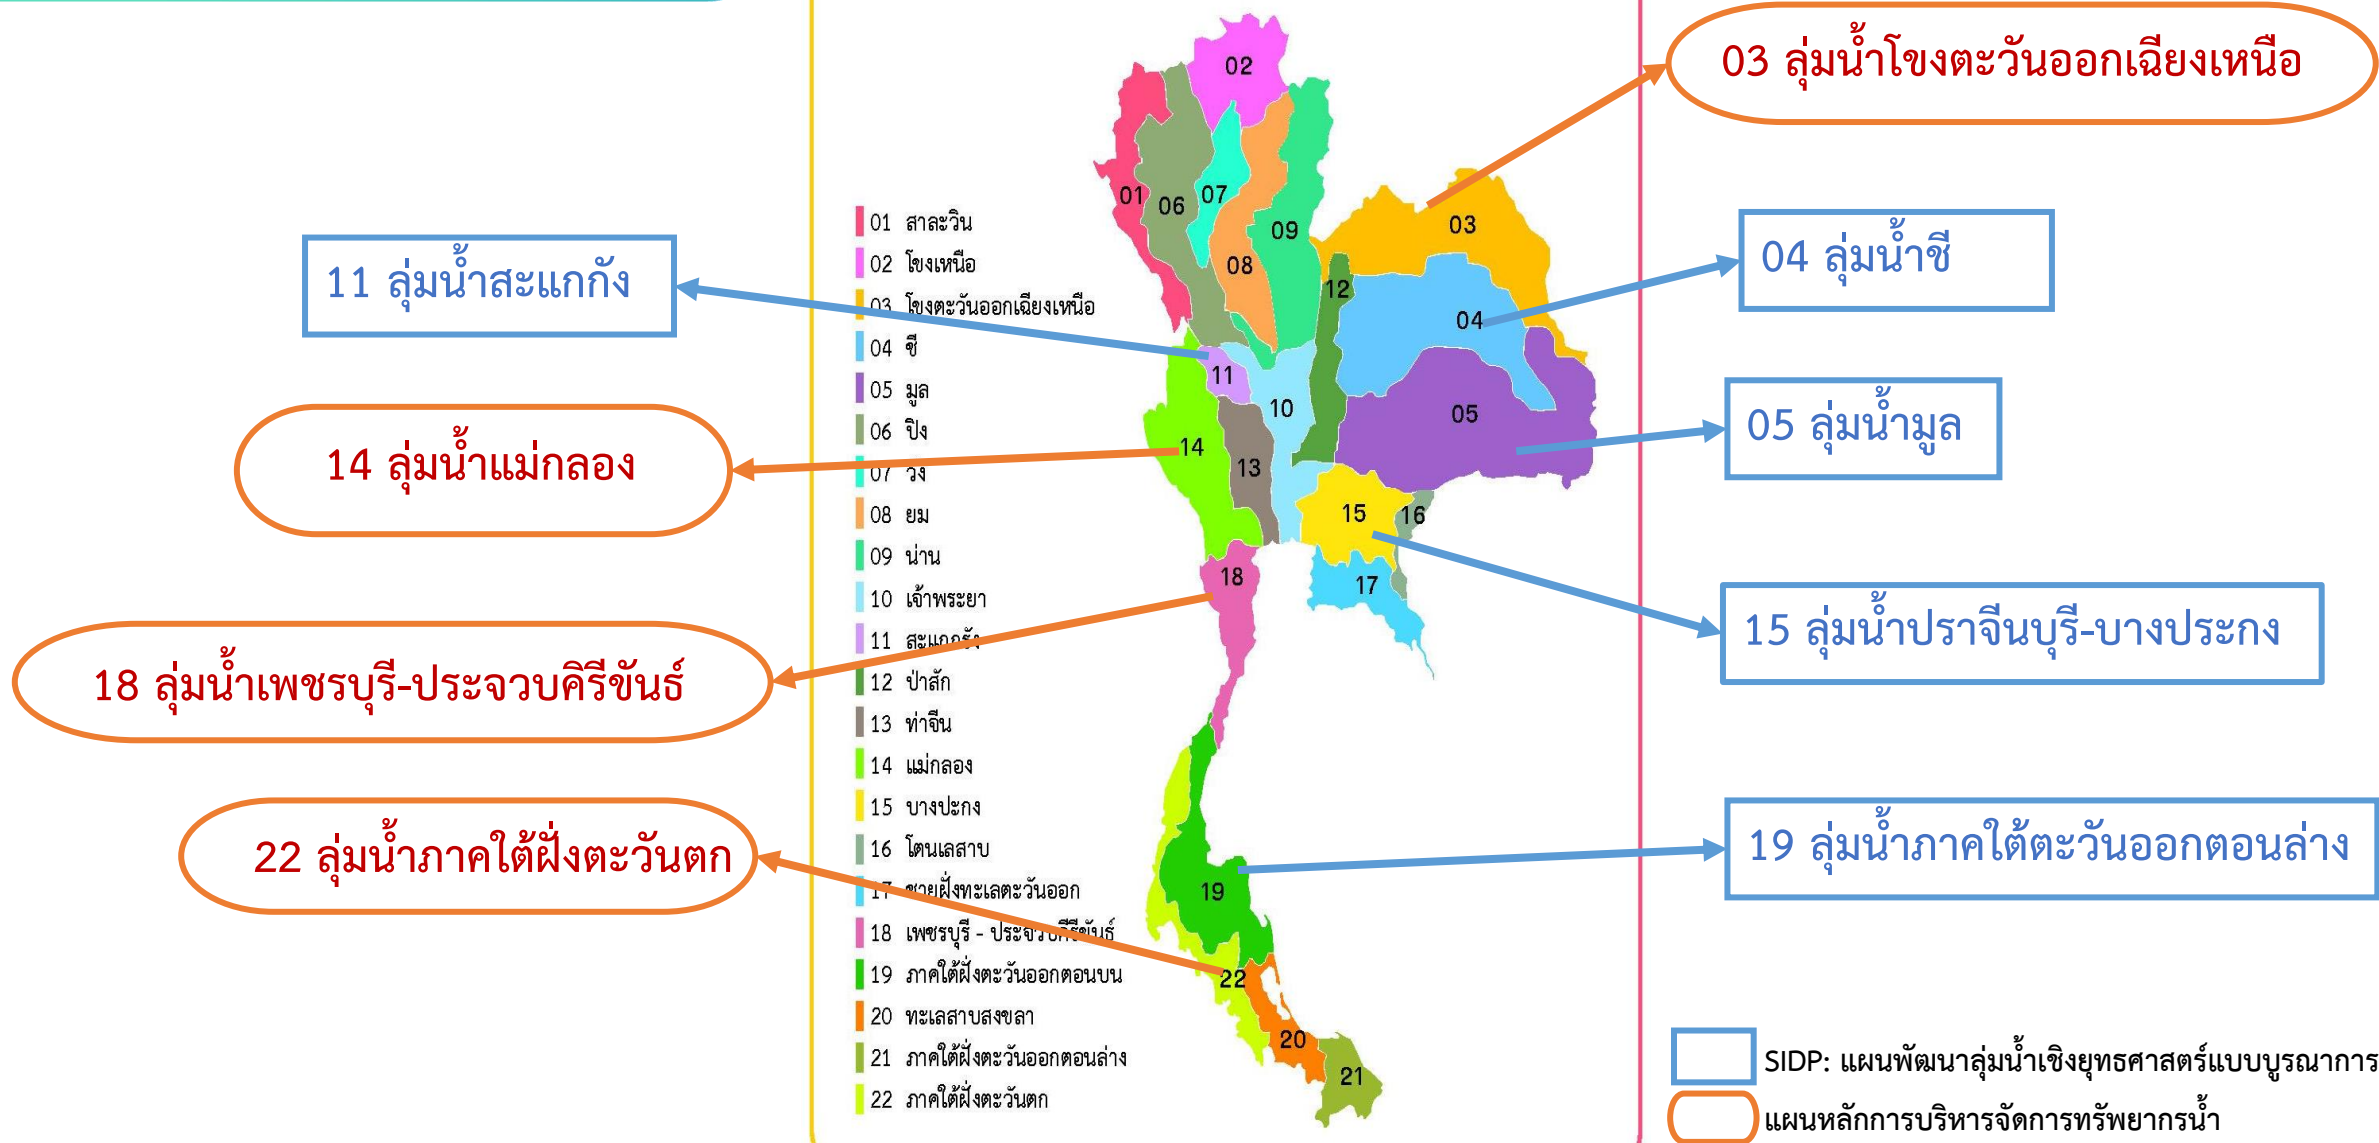 02
03 ลุ่มน้ำโขงตะวันออกเฉียงเหนือ
01
06
07
08
09
12
03
04
05
11
10
14
13
15
16
17
18
19
22
20
21
01 สาละวิน
02 โขงเหนือ
03 โขงตะวันออกเฉียงเหนือ
04 ชี
05 มูล
06 ปิง
07 วัง
08 ยม
09 น่าน
10 เจ้าพระยา
11 สะแกกรัง
12 ป่าสัก
13 ท่าจีน
14 แม่กลอง
15 บางปะกง
16 โตนเลสาบ
17 ชายฝั่งทะเลตะวันออก
18 เพชรบุรี - ประจวบคีรีขันธ์
19 ภาคใต้ฝั่งตะวันออกตอนบน
20 ทะเลสาบสงขลา
21 ภาคใต้ฝั่งตะวันออกตอนล่าง
22 ภาคใต้ฝั่งตะวันตก
11 ลุ่มน้ำสะแกกัง
14 ลุ่มน้ำแม่กลอง
18 ลุ่มน้ำเพชรบุรี-ประจวบคิรีขันธ์
22 ลุ่มน้ำภาคใต้ฝั่งตะวันตก
04 ลุ่มน้ำชี
05 ลุ่มน้ำมูล
15 ลุ่มน้ำปราจีนบุรี-บางประกง
19 ลุ่มน้ำภาคใต้ตะวันออกตอนล่าง
SIDP: แผนพัฒนาลุ่มน้ำเชิงยุทธศาสตร์แบบบูรณาการ
แผนหลักการบริหารจัดการทรัพยากรน้ำ